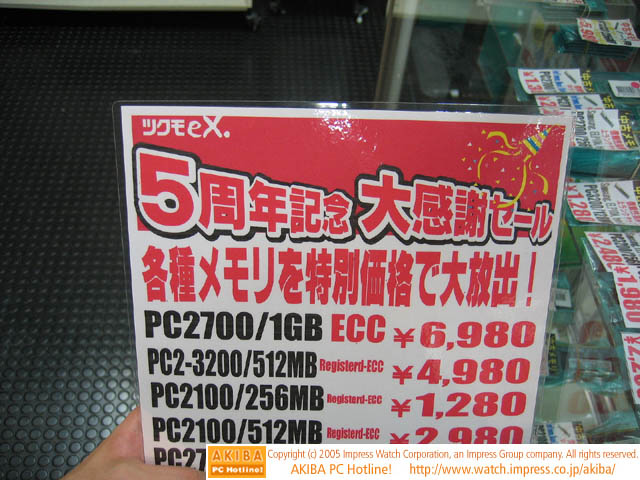 ツクモeX.
5周年記念 大感謝セール
各種メモリを特別価格で大放出!
PC2700/1GB ECC ¥6,980
PC2-3200/512MB Registerd-ECC ¥4,980
PC2100/256MB Registerd-ECC ¥1,280
PC2100/512MB Registerd-ECC ¥2,980
AKIBA PC Hotline!
Copyright (c) 2005 Impress Watch Corporation, an Impress Group company. All rights reserved.
AKIBA PC Hotline! http://www.watch.impress.co.jp/akiba/